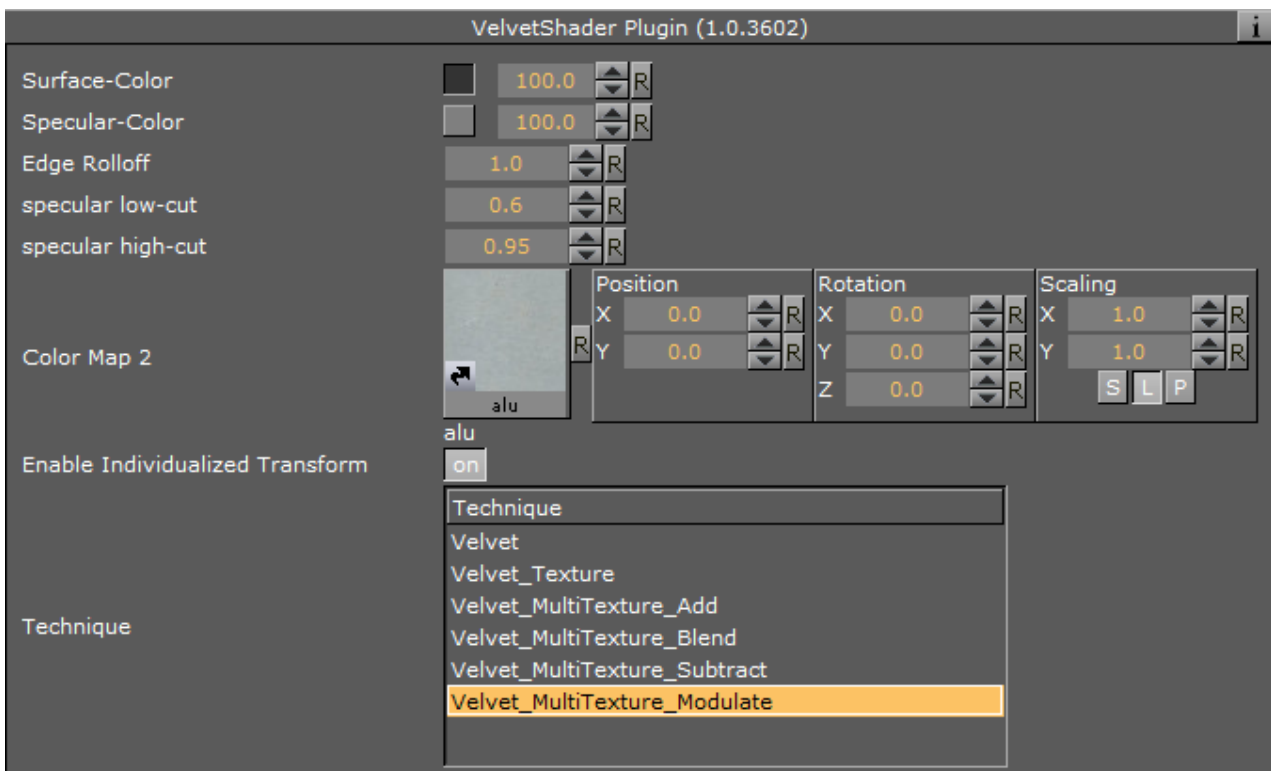 VelvetShader Plugin (1.0.3602) i
Surface-Color 100.0 R
Specular-Color 100.0 R
Edge Rolloff 1.0 R
specular low-cut 0.6 R
specular high-cut 0.95 R
Position Rotation Scaling
X 0.0 R X 0.0 R X 1.0 R
R Y 0.0 R Y 0.0 R Y 1.0 R
Color Map 2
Z 0.0 R S L P
alu
alu
Enable Individualized Transform on
Technique
Velvet
Velvet_Texture
Velvet_MultiTexture_Add
Technique
Velvet_MultiTexture_Blend
Velvet_MultiTexture_Subtract
Velvet_MultiTexture_Modulate